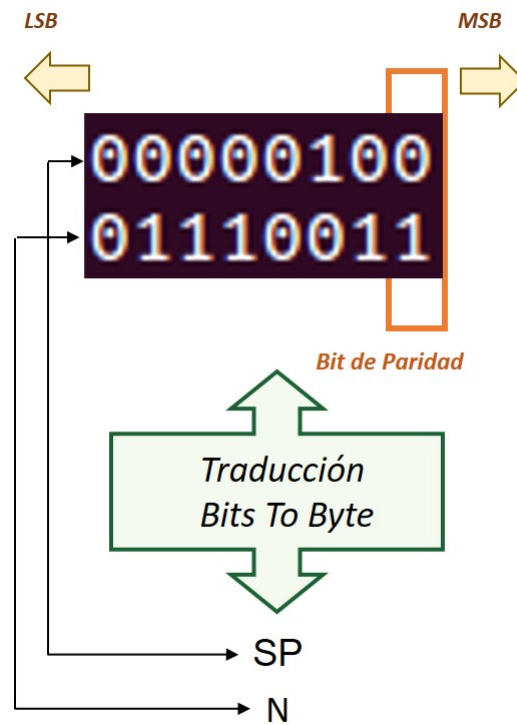 LSB MSB
00000100
01110011
Bit de Paridad
Traducción
Bits To Byte
SP
N